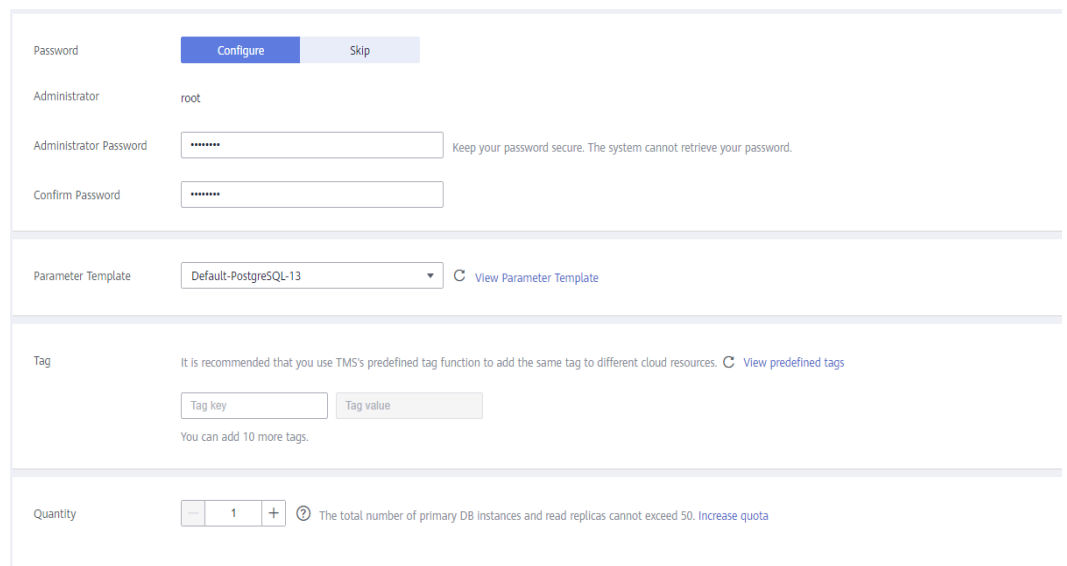 Password Configure Skip
Administrator root
Administrator Password •••••••• Keep your password secure. The system cannot retrieve your password.
Confirm Password ••••••••
Parameter Template Default-PostgreSQL-13 View Parameter Template
Tag It is recommended that you use TMS's predefined tag function to add the same tag to different cloud resources. View predefined tags
Tag key Tag value
You can add 10 more tags.
Quantity − 1 + ? The total number of primary DB instances and read replicas cannot exceed 50. Increase quota